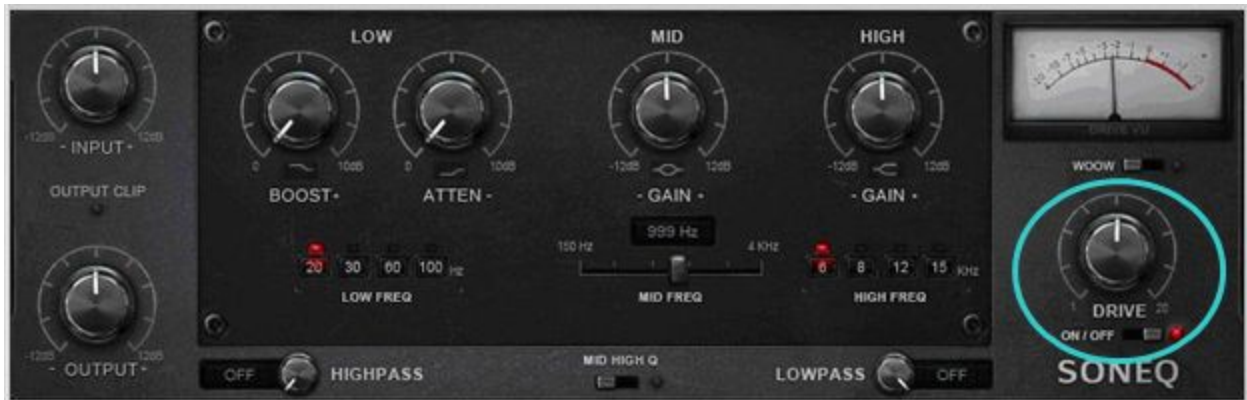 LOW
MID
HIGH
-12dB 12dB
- INPUT -
OUTPUT CLIP
-12dB 12dB
- OUTPUT -
0 10dB
BOOST -
0 10dB
ATTEN -
-12dB 12dB
- GAIN -
-12dB 12dB
- GAIN -
20 30 60 100 Hz
LOW FREQ
999 Hz
150 Hz 4 KHz
MID FREQ
6 8 12 15 KHz
HIGH FREQ
OFF HIGHPASS
MID HIGH Q
LOWPASS OFF
DRIVE VU
WOOW
1 DRIVE 20
ON / OFF
SONEQ